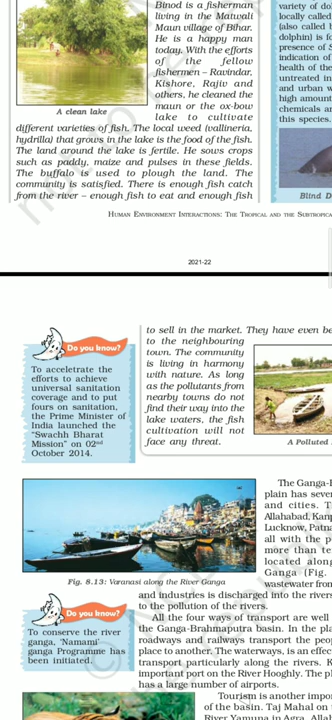 Binod is a fisherman
living in the Matwali
Maun village of Bihar.
He is a happy man
today. With the efforts
of the fellow
fishermen – Ravindar,
Kishore, Rajiv and
others, he cleaned the
maun or the ox-bow
lake to cultivate
different varieties of fish. The local weed (vallineria,
hydrilla) that grows in the lake is the food of the fish.
The land around the lake is fertile. He sows crops
such as paddy, maize and pulses in these fields.
The buffalo is used to plough the land. The
community is satisfied. There is enough fish catch
from the river – enough fish to eat and enough fish
A clean lake
variety of dol
locally called
(also called b
dolphin) is fo
presence of S
indication of
health of the
untreated in
and urban w
high amount
chemicals ar
this species.
Blind D
HUMAN ENVIRONMENT INTERACTIONS: THE TROPICAL AND THE SUBTROPICA
2021-22
Do you know?
To acceletrate the
efforts to achieve
universal sanitation
coverage and to put
fours on sanitation,
the Prime Minister of
India launched the
"Swachh Bharat
Mission" on 02nd
October 2014.
to sell in the market. They have even be
to the neighbouring
town. The community
is living in harmony
with nature. As long
as the pollutants from
nearby towns do not
find their way into the
lake waters, the fish
cultivation will not
face any threat.
A Polluted
Fig. 8.13: Varanasi along the River Ganga
The Ganga-B
plain has seve
and cities. T
Allahabad, Kanp
Lucknow, Patna
all with the p
more than te
located along
Ganga (Fig.
wastewater from
and industries is discharged into the rivers
to the pollution of the rivers.
Do you know?
To conserve the river
ganga, 'Namami'
ganga Programme has
been initiated.
All the four ways of transport are well
the Ganga-Brahmaputra basin. In the pla
roadways and railways transport the peop
place to another. The waterways, is an effec
transport particularly along the rivers. K
important port on the River Hooghly. The pl
has a large number of airports.
Tourism is another impor
of the basin. Taj Mahal on
River Yamuna in Agra, Allah